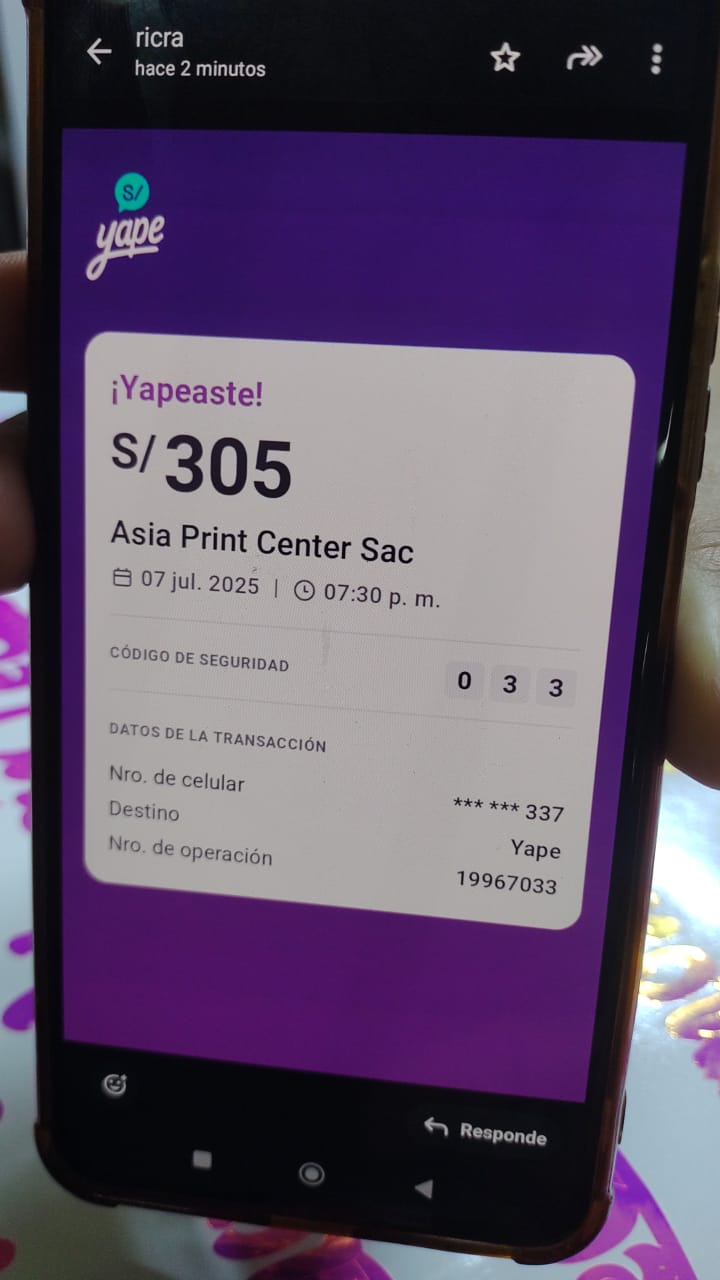 ricra
hace 2 minutos
S/
yape
¡Yapeaste!
S/ 305
Asia Print Center Sac
07 jul. 2025 | 07:30 p. m.
CÓDIGO DE SEGURIDAD 0 3 3
DATOS DE LA TRANSACCIÓN
Nro. de celular *** *** 337
Destino Yape
Nro. de operación 19967033
Responde